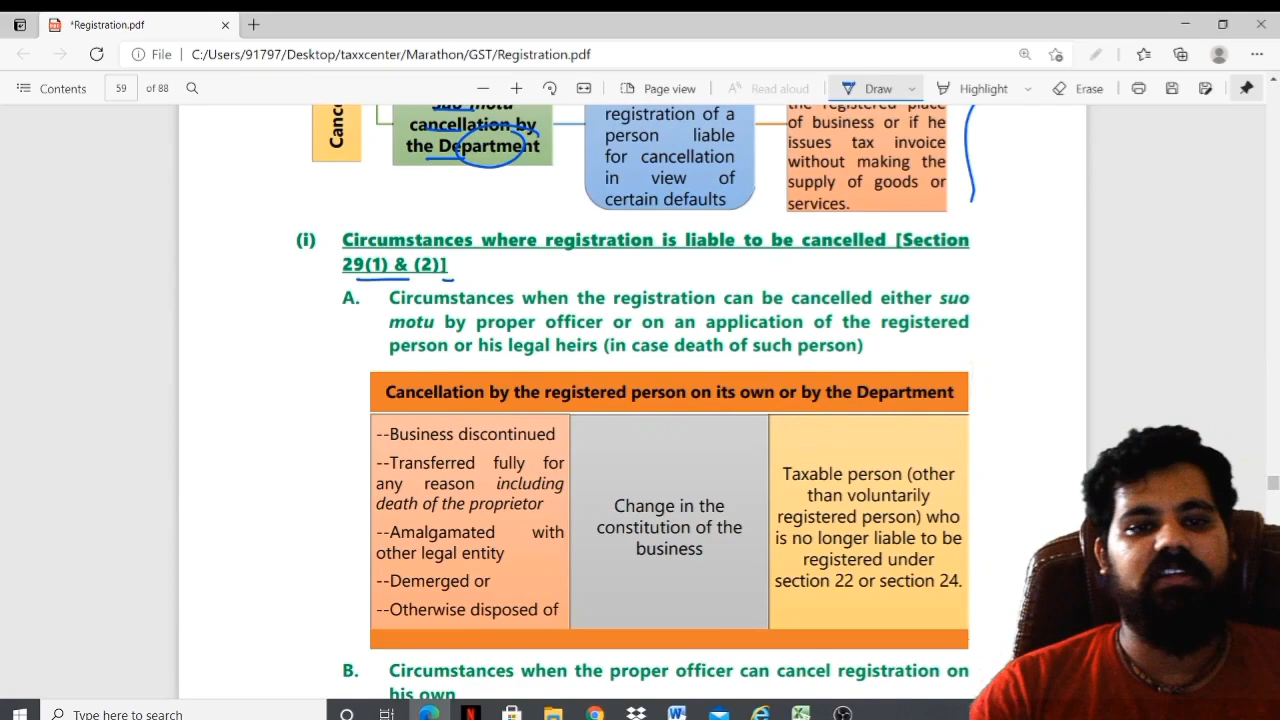 *Registration.pdf
File
C:/Users/91797/Desktop/taxxcenter/Marathon/GST/Registration.pdf
Contents
59
of 88
Page view
Read aloud
Draw
Highlight
Erase
Canc
suo motu
cancellation by
the Department
registration of a
person liable
for cancellation
in view of
certain defaults
the registered place
of business or if he
issues tax invoice
without making the
supply of goods or
services.
(i) Circumstances where registration is liable to be cancelled [Section
29(1) & (2)]
A. Circumstances when the registration can be cancelled either suo
motu by proper officer or on an application of the registered
person or his legal heirs (in case death of such person)
Cancellation by the registered person on its own or by the Department
--Business discontinued
--Transferred fully for
any reason including
death of the proprietor
--Amalgamated with
other legal entity
--Demerged or
--Otherwise disposed of
Change in the
constitution of the
business
Taxable person (other
than voluntarily
registered person) who
is no longer liable to be
registered under
section 22 or section 24.
B. Circumstances when the proper officer can cancel registration on
his own
Type here to search